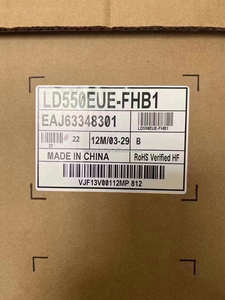 LD550EUE-FHB1
EAJ63348301
LD550EUE-FHB1
# 22
12M/03-29
B
MADE IN CHINA
RoHS Verified HF
VJF13V00112MP 812